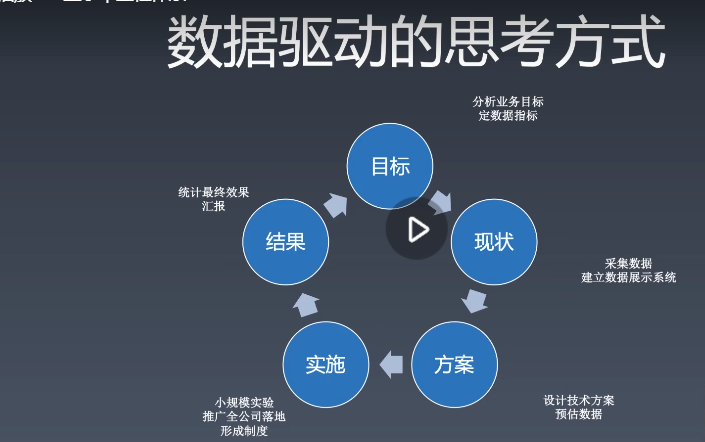 数据驱动的思考方式
分析业务目标
定数据指标
目标
统计最终效果
汇报
结果
现状
采集数据
建立数据展示系统
实施
方案
小规模实验
推广全公司落地
形成制度
设计技术方案
预估数据